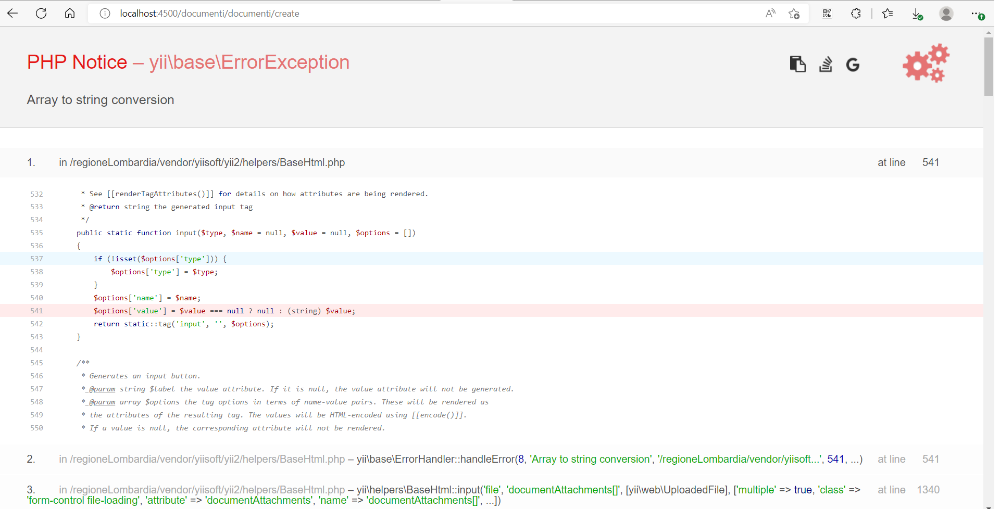 localhost:4500/documenti/documenti/create
PHP Notice – yii\base\ErrorException
Array to string conversion
1. in /regioneLombardia/vendor/yiisoft/yii2/helpers/BaseHtml.php at line 541
532 * See [[renderTagAttributes()]] for details on how attributes are being rendered.
533 * @return string the generated input tag
534 */
535 public static function input($type, $name = null, $value = null, $options = [])
536 {
537 if (!isset($options['type'])) {
538 $options['type'] = $type;
539 }
540 $options['name'] = $name;
541 $options['value'] = $value === null ? null : (string) $value;
542 return static::tag('input', '', $options);
543 }
544
545 /**
546 * Generates an input button.
547 * @param string $label the value attribute. If it is null, the value attribute will not be generated.
548 * @param array $options the tag options in terms of name-value pairs. These will be rendered as
549 * the attributes of the resulting tag. The values will be HTML-encoded using [[encode()]].
550 * If a value is null, the corresponding attribute will not be rendered.
2. in /regioneLombardia/vendor/yiisoft/yii2/helpers/BaseHtml.php – yii\base\ErrorHandler::handleError(8, 'Array to string conversion', '/regioneLombardia/vendor/yiisoft...', 541, ...) at line 541
3. in /regioneLombardia/vendor/yiisoft/yii2/helpers/BaseHtml.php – yii\helpers\BaseHtml::input('file', 'documentAttachments[]', [yii\web\UploadedFile], ['multiple' => true, 'class' => at line 1340
'form-control file-loading', 'attribute' => 'documentAttachments', 'name' => 'documentAttachments[]', ...])